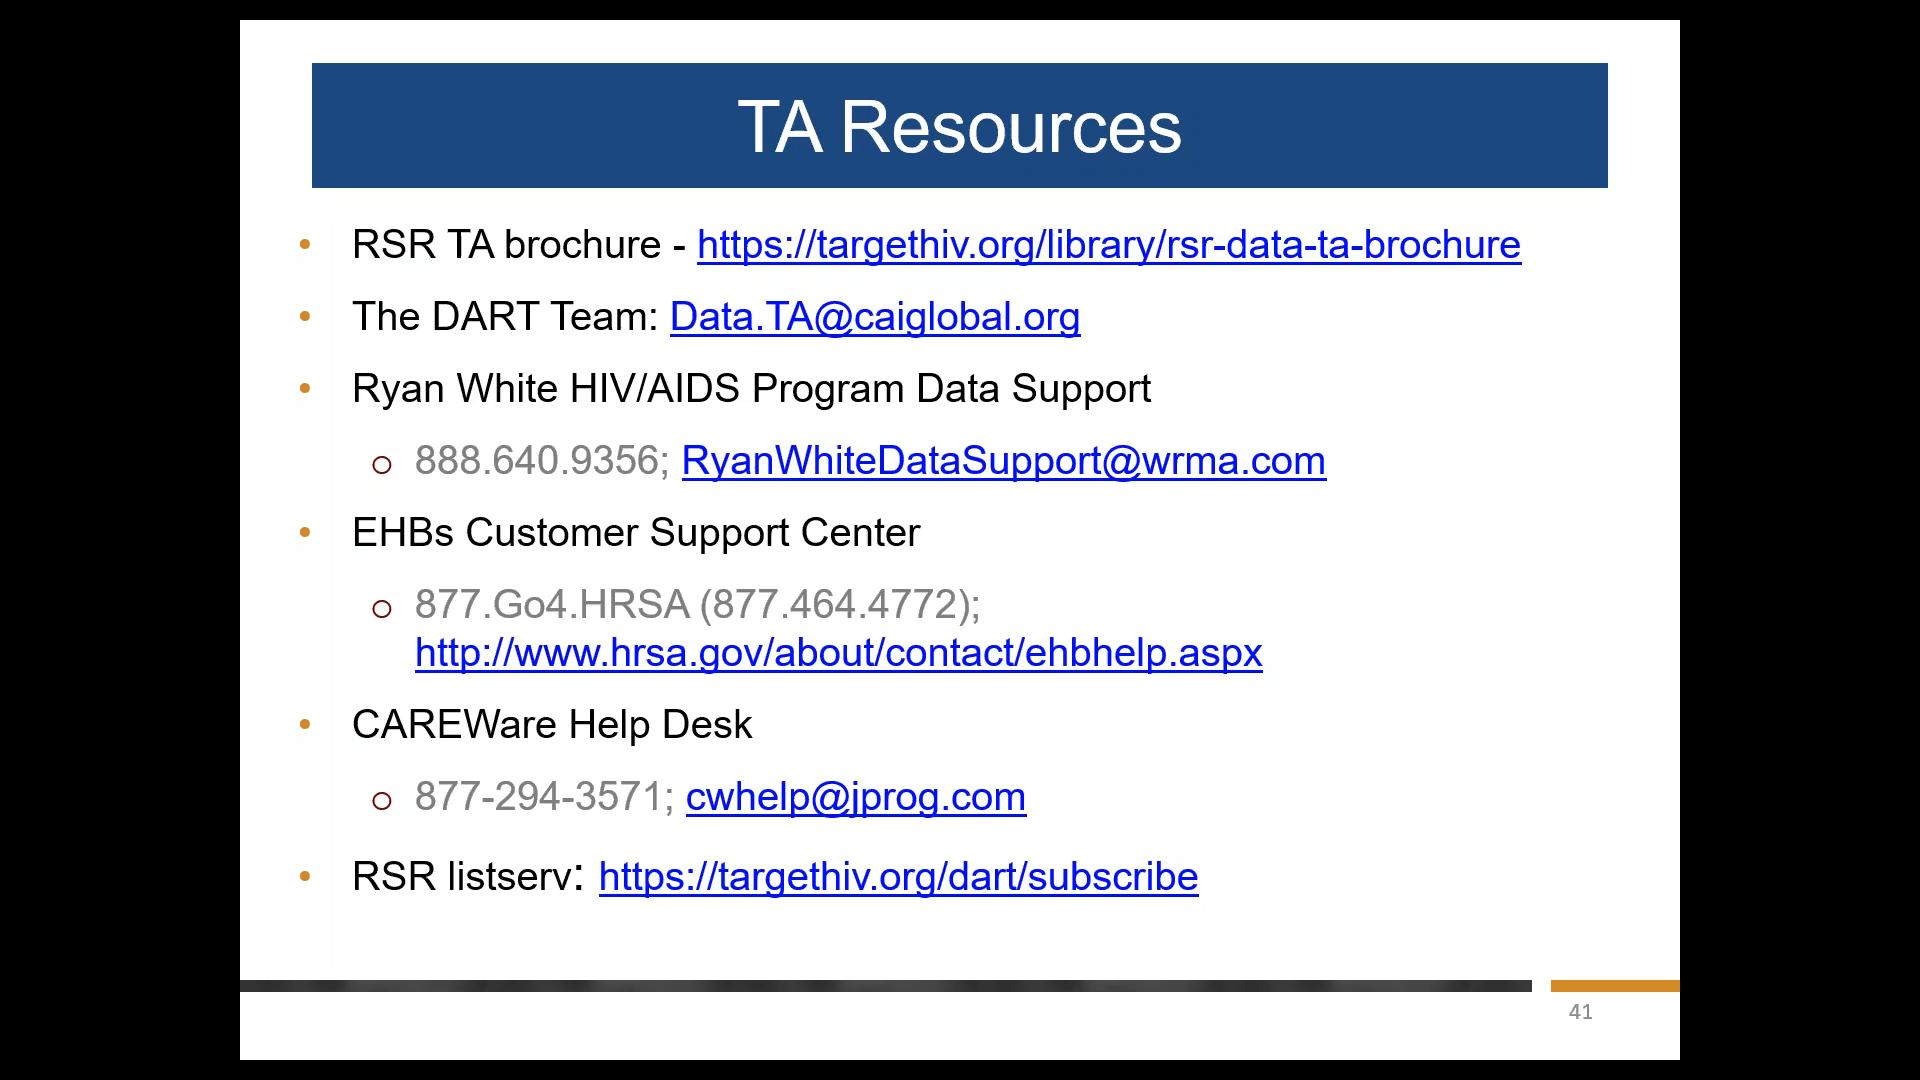 TA Resources
• RSR TA brochure - https://targethiv.org/library/rsr-data-ta-brochure
• The DART Team: Data.TA@caiglobal.org
• Ryan White HIV/AIDS Program Data Support
o 888.640.9356; RyanWhiteDataSupport@wrma.com
• EHBs Customer Support Center
o 877.Go4.HRSA (877.464.4772);
http://www.hrsa.gov/about/contact/ehbhelp.aspx
• CAREWare Help Desk
o 877-294-3571; cwhelp@jprog.com
• RSR listserv: https://targethiv.org/dart/subscribe
41